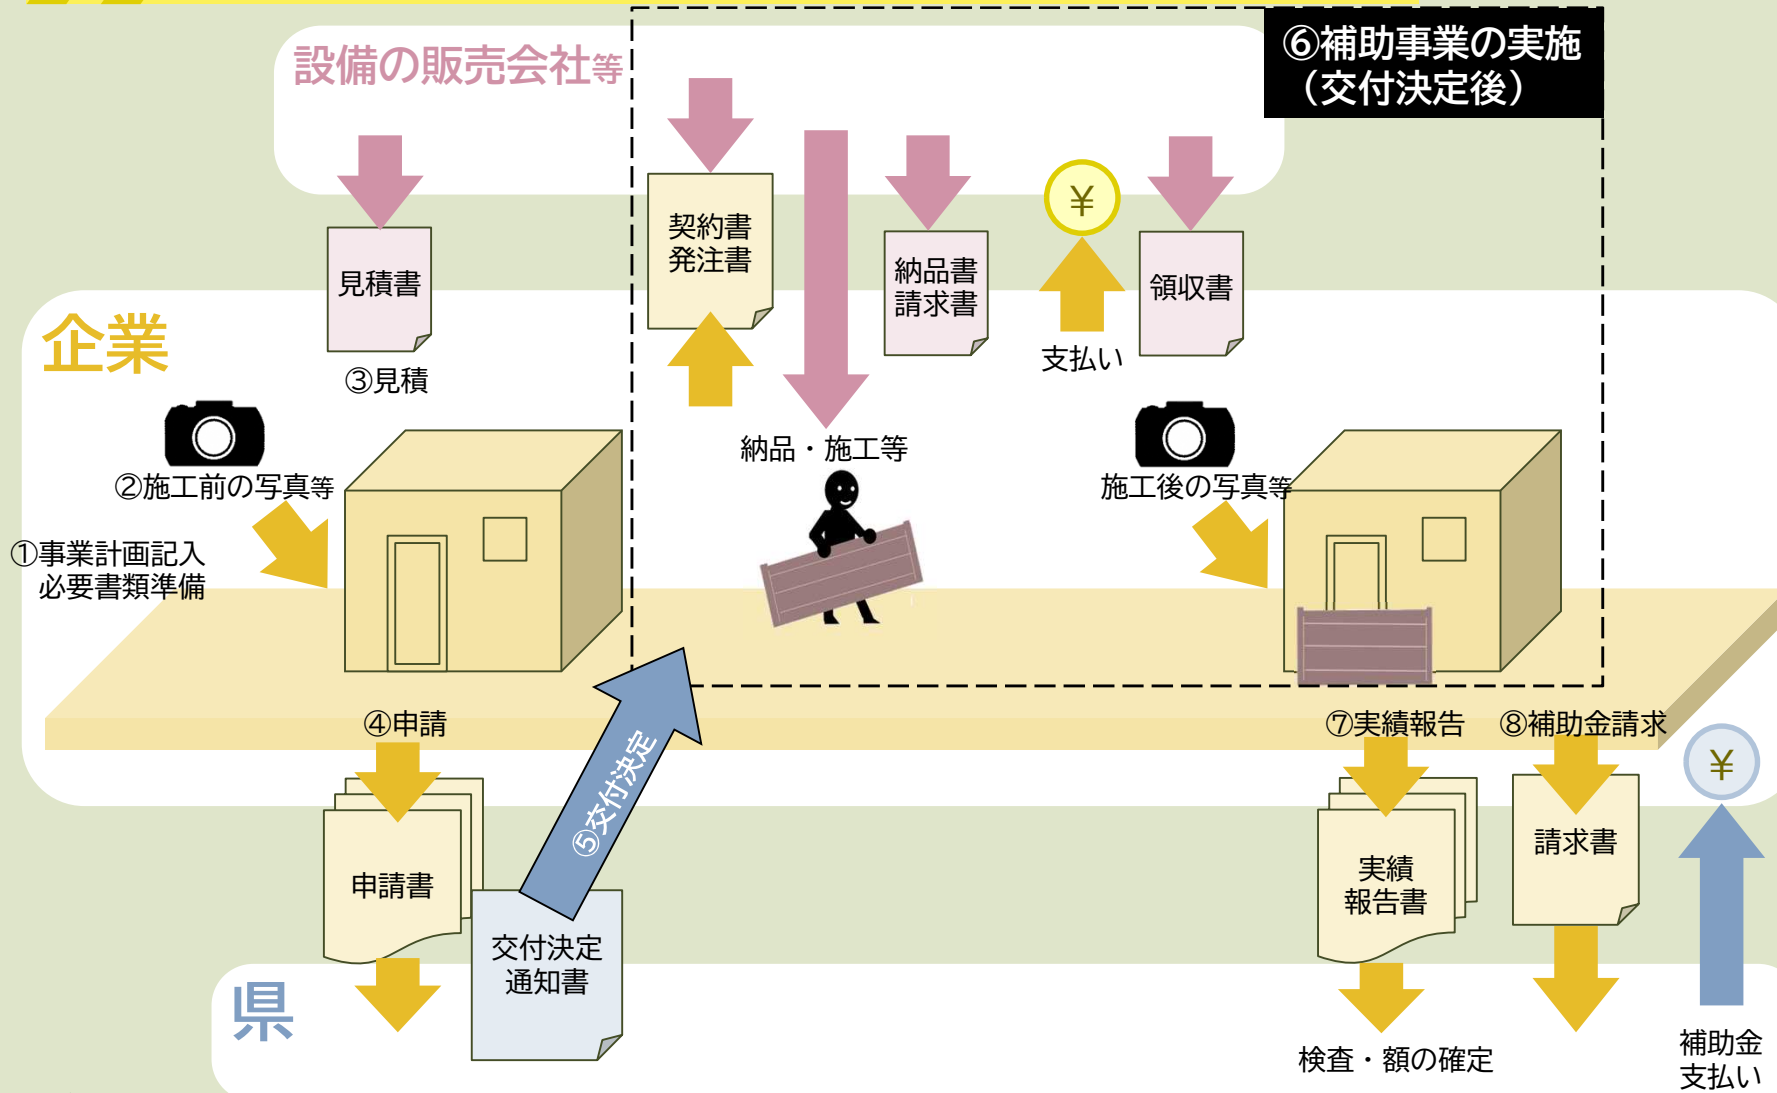 設備の販売会社等
⑥補助事業の実施
（交付決定後）
企業
見積書
③見積
契約書
発注書
納品書
請求書
¥
支払い
領収書
②施工前の写真等
①事業計画記入
必要書類準備
納品・施工等
施工後の写真等
④申請
申請書
⑤交付決定
交付決定
通知書
⑦実績報告
実績
報告書
⑧補助金請求
請求書
¥
県
検査・額の確定
補助金
支払い